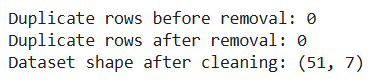 Duplicate rows before removal: 0
Duplicate rows after removal: 0
Dataset shape after cleaning: (51, 7)